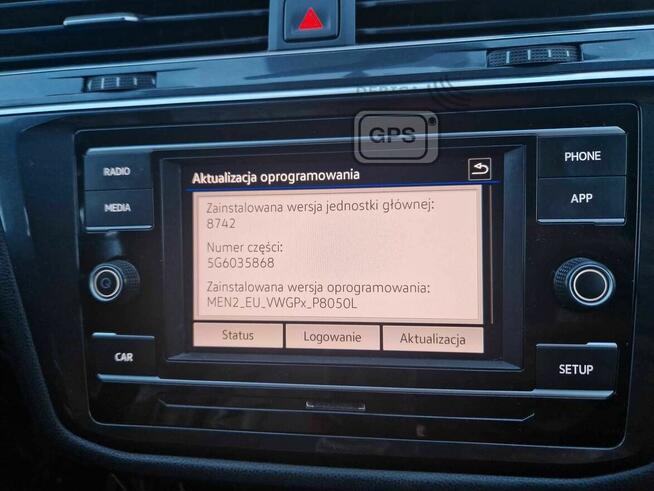 GPS
RADIO
MEDIA
CAR
Aktualizacja oprogramowania
Zainstalowana wersja jednostki głównej:
8742
Numer części:
5G6035868
Zainstalowana wersja oprogramowania:
MEN2_EU_VWGPx_P8050L
Status
Logowanie
Aktualizacja
PHONE
APP
SETUP